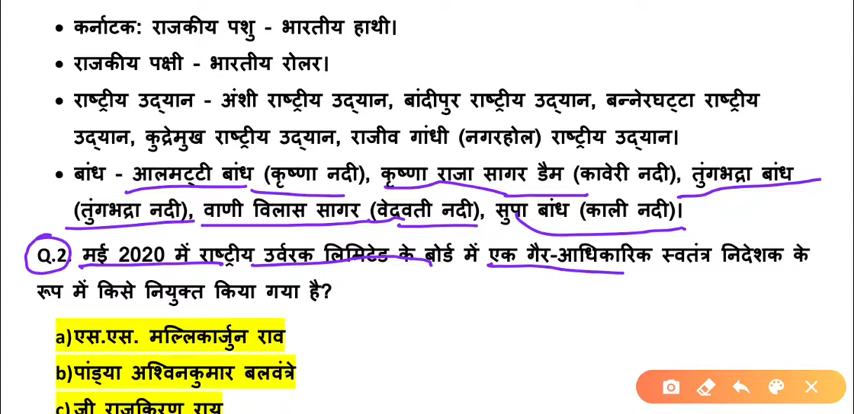 • कर्नाटक: राजकीय पशु - भारतीय हाथी।
• राजकीय पक्षी - भारतीय रोलर।
• राष्ट्रीय उद्यान - अंशी राष्ट्रीय उद्यान, बांदीपुर राष्ट्रीय उद्यान, बन्नेरघट्टा राष्ट्रीय
उद्यान, कुद्रेमुख राष्ट्रीय उद्यान, राजीव गांधी (नगरहोल) राष्ट्रीय उद्यान।
• बांध - आलमट्टी बांध (कृष्णा नदी), कृष्णा राजा सागर डैम (कावेरी नदी), तुंगभद्रा बांध
(तुंगभद्रा नदी), वाणी विलास सागर (वेदवती नदी), सुपा बांध (काली नदी)।
Q.2 मई 2020 में राष्ट्रीय उर्वरक लिमिटेड के बोर्ड में एक गैर-आधिकारिक स्वतंत्र निदेशक के
रूप में किसे नियुक्त किया गया है?
a)एस.एस. मल्लिकार्जुन राव
b)पांड्या अश्विनकुमार बलवंत्रे
c)जी राजकिरण राय